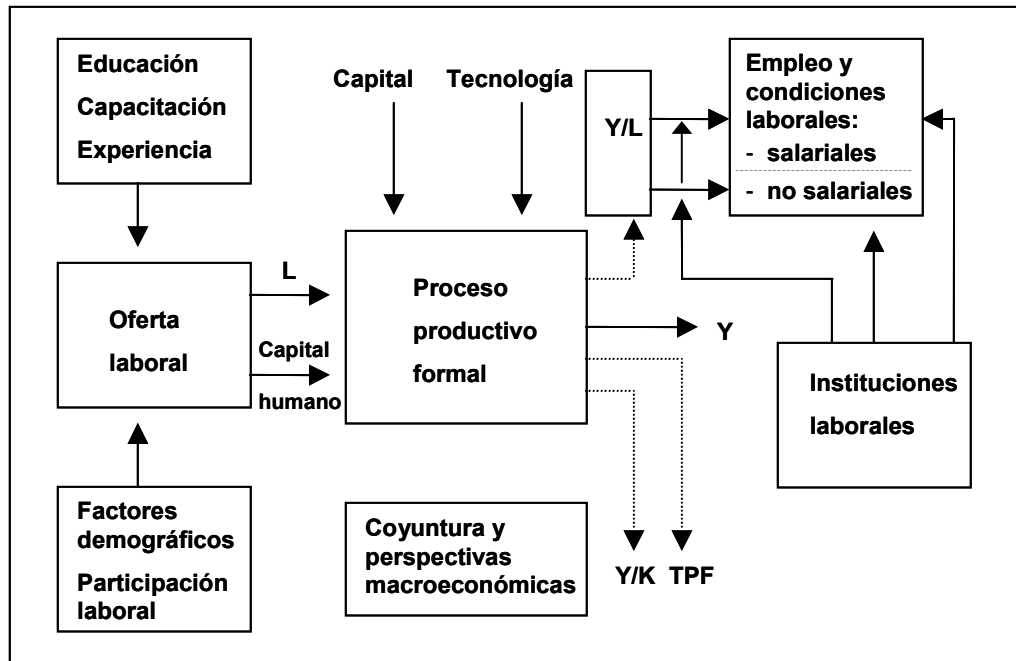 Educación
Capacitación
Experiencia
Capital
Tecnología
Y/L
Empleo y
condiciones
laborales:
- salariales
- no salariales
Oferta
laboral
L
Capital
humano
Proceso
productivo
formal
Y
Instituciones
laborales
Factores
demográficos
Participación
laboral
Coyuntura y
perspectivas
macroeconómicas
Y/K TPF